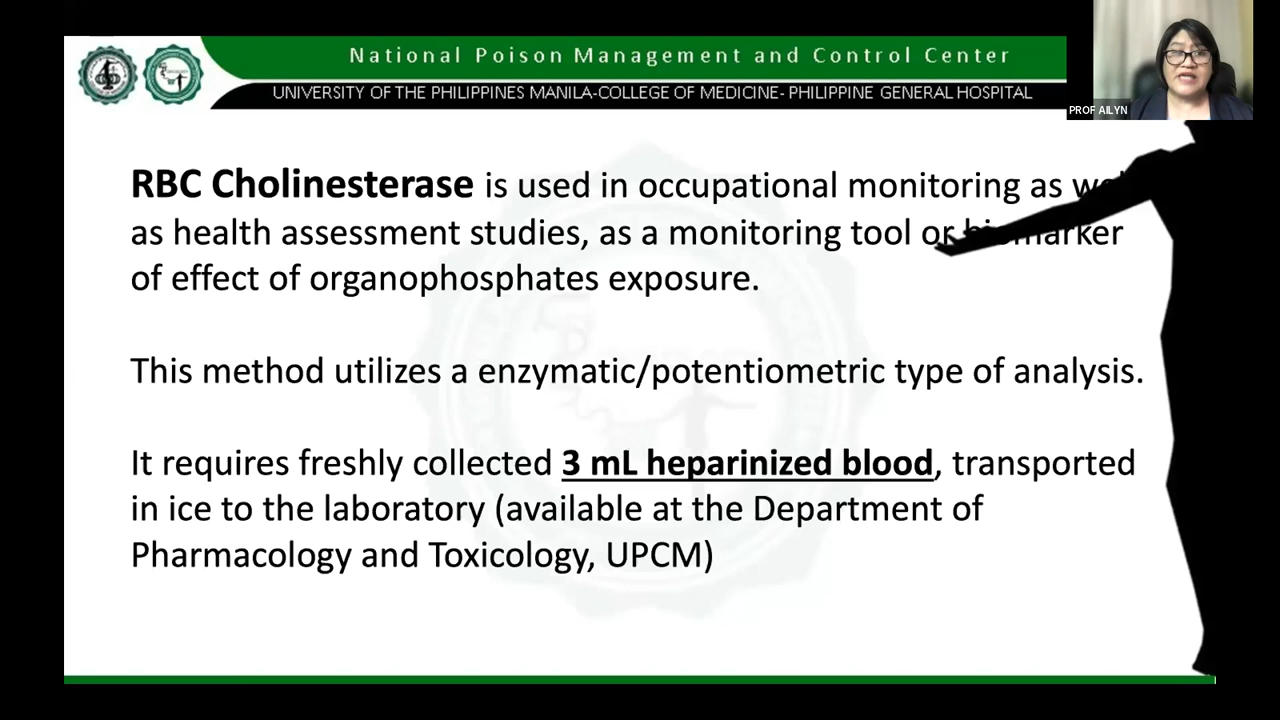 National Poison Management and Control Center
UNIVERSITY OF THE PHILIPPINES MANILA-COLLEGE OF MEDICINE- PHILIPPINE GENERAL HOSPITAL
PROF AILYN
RBC Cholinesterase is used in occupational monitoring as
as health assessment studies, as a monitoring tool or
of effect of organophosphates exposure.
This method utilizes a enzymatic/potentiometric type of analysis.
It requires freshly collected 3 mL heparinized blood, transported
in ice to the laboratory (available at the Department of
Pharmacology and Toxicology, UPCM)